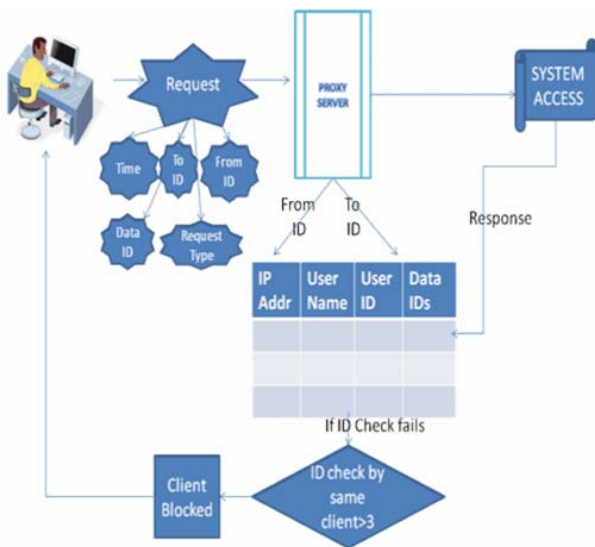 Request
PROXY
SERVER
SYSTEM
ACCESS
Time
To
ID
From
ID
Data
ID
Request
Type
From
ID
To
ID
Response
IP
Addr
User
Name
User
ID
Data
IDs
If ID Check fails
ID check by
same
client>3
Client
Blocked